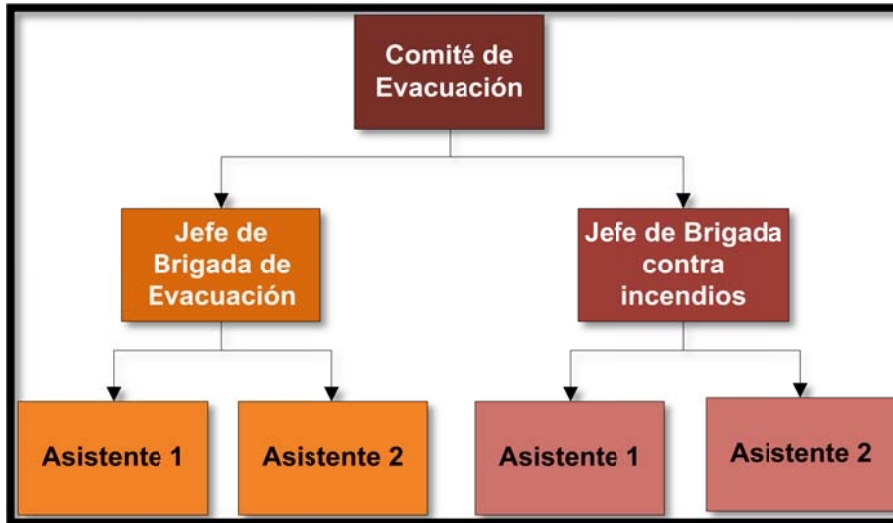 Comité de
Evacuación
Jefe de
Brigada de
Evacuación
Jefe de Brigada
contra
incendios
Asistente 1
Asistente 2
Asistente 1
Asistente 2